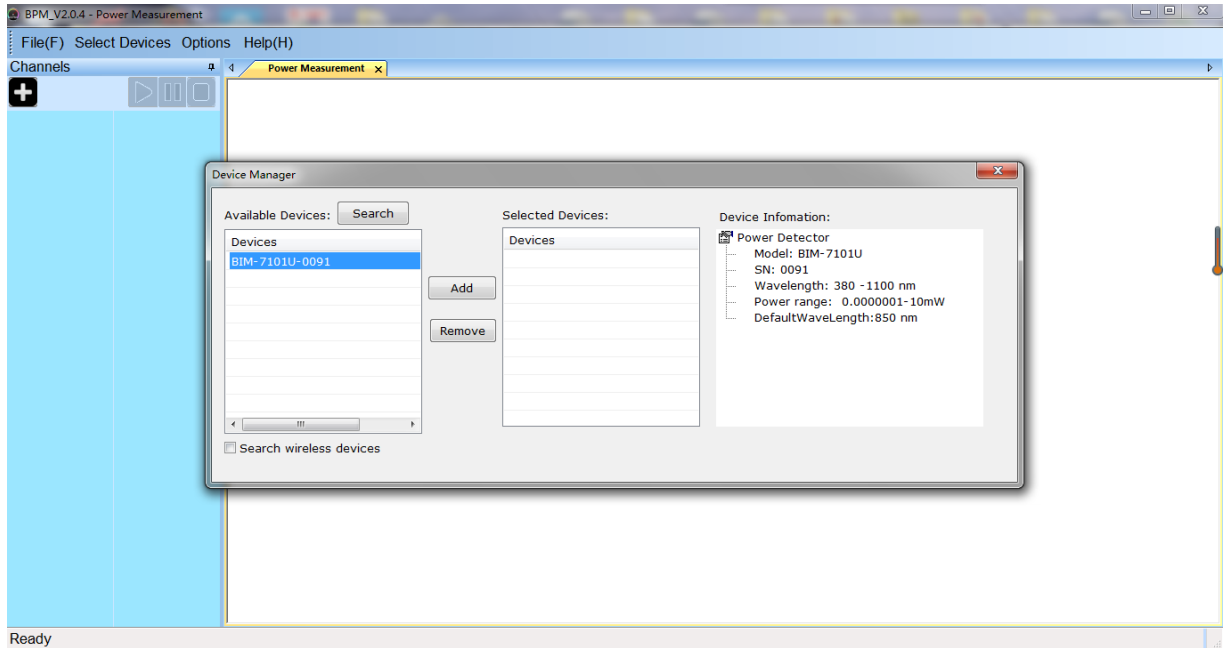 BPM_V2.0.4 - Power Measurement
File(F) Select Devices Options Help(H)
Channels
Power Measurement
Device Manager
Available Devices: Search
Devices
BIM-7101U-0091
Add
Remove
Search wireless devices
Selected Devices:
Devices
Device Infomation:
Power Detector
Model: BIM-7101U
SN: 0091
Wavelength: 380 -1100 nm
Power range: 0.0000001-10mW
DefaultWaveLength:850 nm
Ready